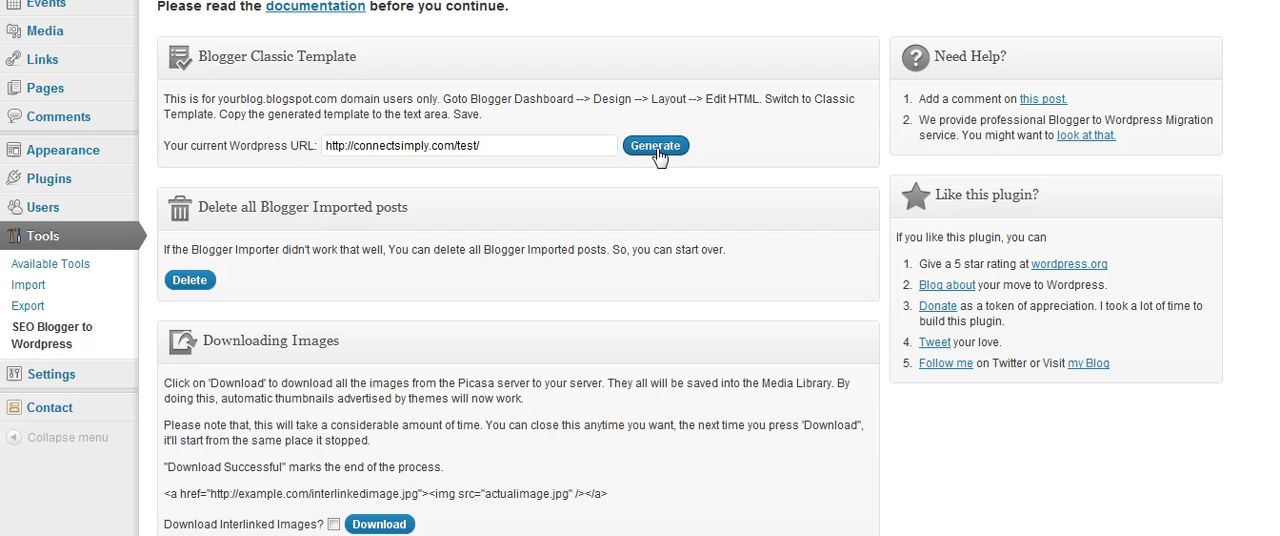 Events
Media
Links
Pages
Comments
Appearance
Plugins
Users
Tools
Available Tools
Import
Export
SEO Blogger to
Wordpress
Settings
Contact
Collapse menu
Please read the documentation before you continue.
Blogger Classic Template
This is for yourblog.blogspot.com domain users only. Goto Blogger Dashboard --> Design --> Layout --> Edit HTML. Switch to Classic
Template. Copy the generated template to the text area. Save.
Your current Wordpress URL: http://connectsimply.com/test/ Generate
Delete all Blogger Imported posts
If the Blogger Importer didn't work that well, You can delete all Blogger Imported posts. So, you can start over.
Delete
Downloading Images
Click on 'Download' to download all the images from the Picasa server to your server. They all will be saved into the Media Library. By
doing this, automatic thumbnails advertised by themes will now work.
Please note that, this will take a considerable amount of time. You can close this anytime you want, the next time you press 'Download",
it'll start from the same place it stopped.
"Download Successful" marks the end of the process.
<a href="http://example.com/interlinkedimage.jpg"><img src="actualimage.jpg" /></a>
Download Interlinked Images? Download
Need Help?
1. Add a comment on this post.
2. We provide professional Blogger to Wordpress Migration
service. You might want to look at that.
Like this plugin?
If you like this plugin, you can
1. Give a 5 star rating at wordpress.org
2. Blog about your move to Wordpress.
3. Donate as a token of appreciation. I took a lot of time to
build this plugin.
4. Tweet your love.
5. Follow me on Twitter or Visit my Blog